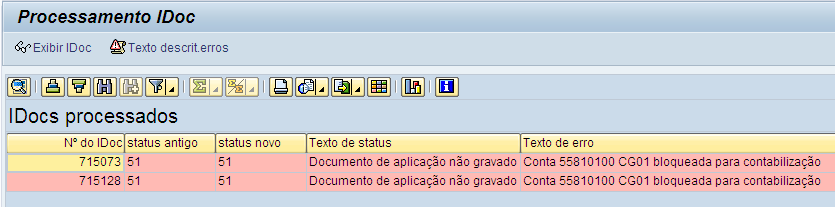 Processamento IDoc
Exibir IDoc Texto descrit.erros
IDocs processados
Nº do IDoc status antigo status novo Texto de status Texto de erro
715073 51 51 Documento de aplicação não gravado Conta 55810100 CG01 bloqueada para contabilização
715128 51 51 Documento de aplicação não gravado Conta 55810100 CG01 bloqueada para contabilização